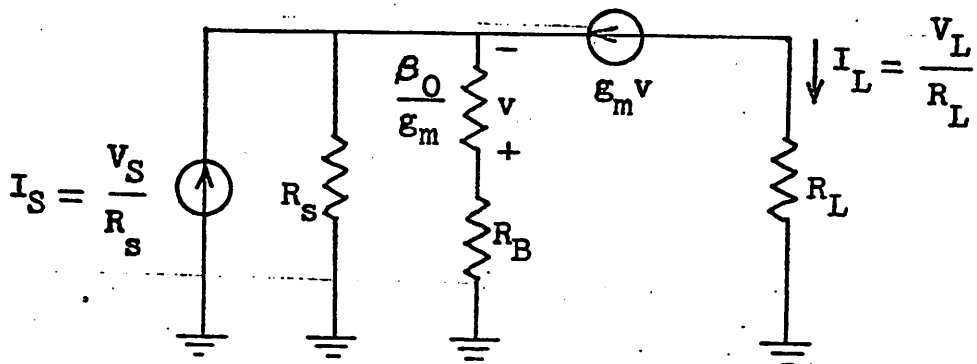 I_S = V_S / R_s
R_s
β_0 / g_m
−
v
+
R_B
g_m v
I_L = V_L / R_L
R_L